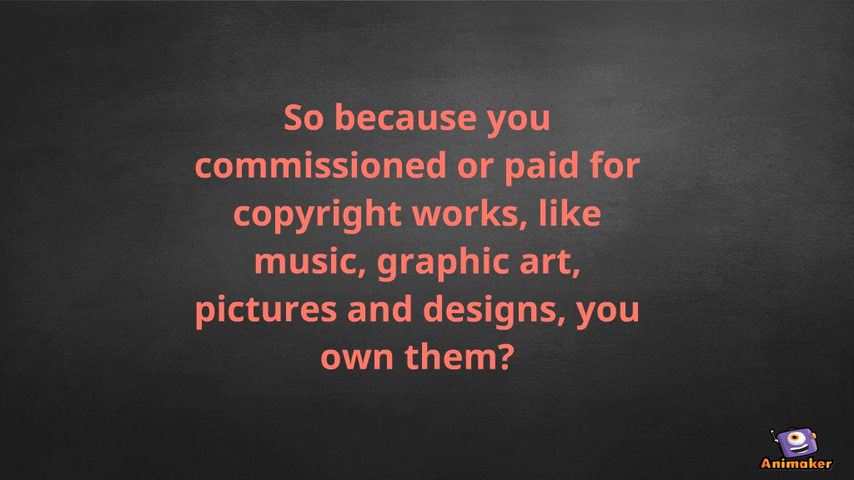 So because you
commissioned or paid for
copyright works, like
music, graphic art,
pictures and designs, you
own them?
Animaker